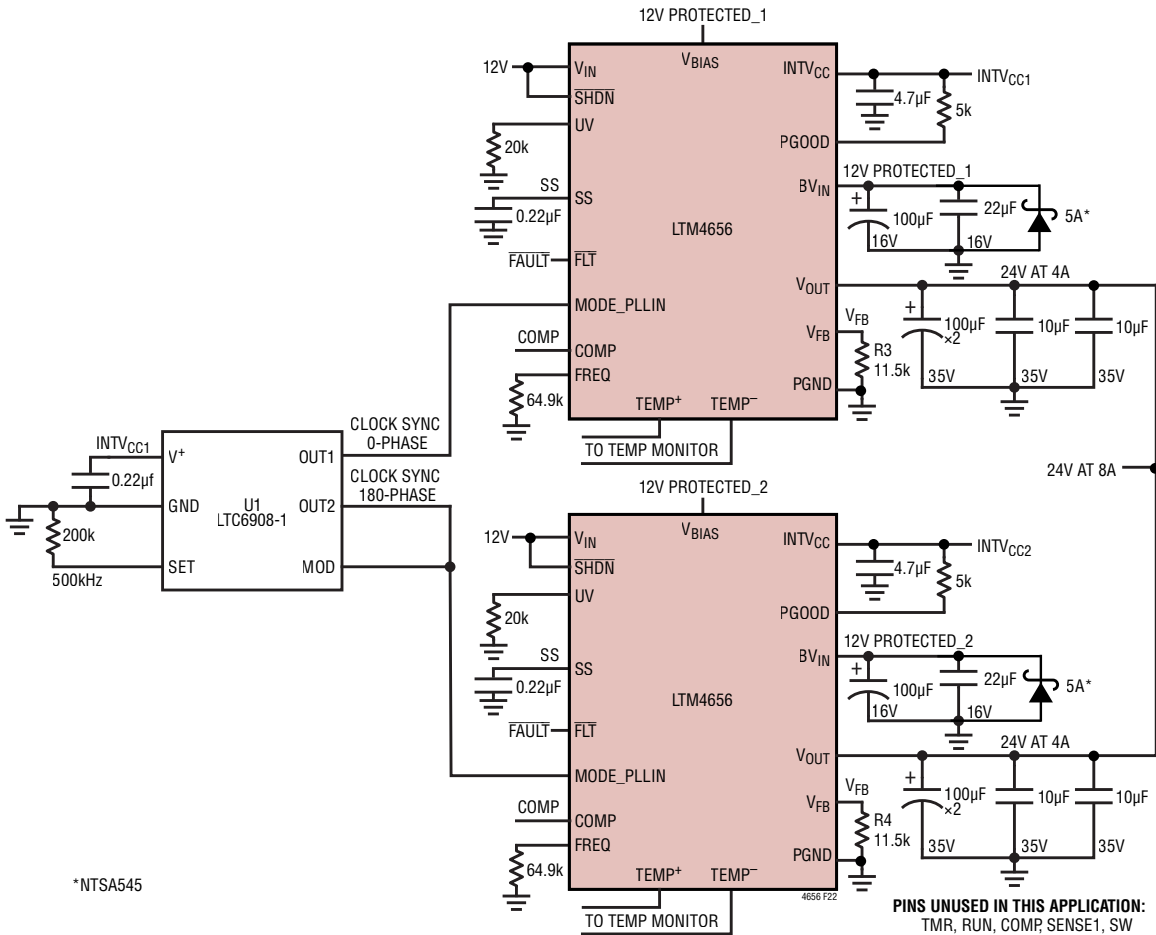 12V PROTECTED_1
VBIAS
12V
VIN
SHDN
UV
20k
SS
SS
0.22µF
FAULT
FLT
MODE_PLLIN
COMP
COMP
FREQ
64.9k
TEMP+
TEMP–
TO TEMP MONITOR
LTM4656
INTVCC
INTVCC1
4.7µF
5k
PGOOD
12V PROTECTED_1
BVIN
+
100µF
16V
22µF
16V
5A*
24V AT 4A
VOUT
VFB
VFB
R3
11.5k
PGND
+
100µF
×2
35V
10µF
35V
10µF
35V
CLOCK SYNC
0-PHASE
CLOCK SYNC
180-PHASE
INTVCC1
0.22µf
V+
OUT1
GND
U1
LTC6908-1
OUT2
200k
SET
MOD
500kHz
24V AT 8A
12V PROTECTED_2
VBIAS
12V
VIN
SHDN
UV
20k
SS
SS
0.22µF
FAULT
FLT
MODE_PLLIN
COMP
COMP
FREQ
64.9k
TEMP+
TEMP–
TO TEMP MONITOR
LTM4656
INTVCC
INTVCC2
4.7µF
5k
PGOOD
12V PROTECTED_2
BVIN
+
100µF
16V
22µF
16V
5A*
24V AT 4A
VOUT
VFB
VFB
R4
11.5k
PGND
+
100µF
×2
35V
10µF
35V
10µF
35V
*NTSA545
4656 F22
PINS UNUSED IN THIS APPLICATION:
TMR, RUN, COMP, SENSE1, SW